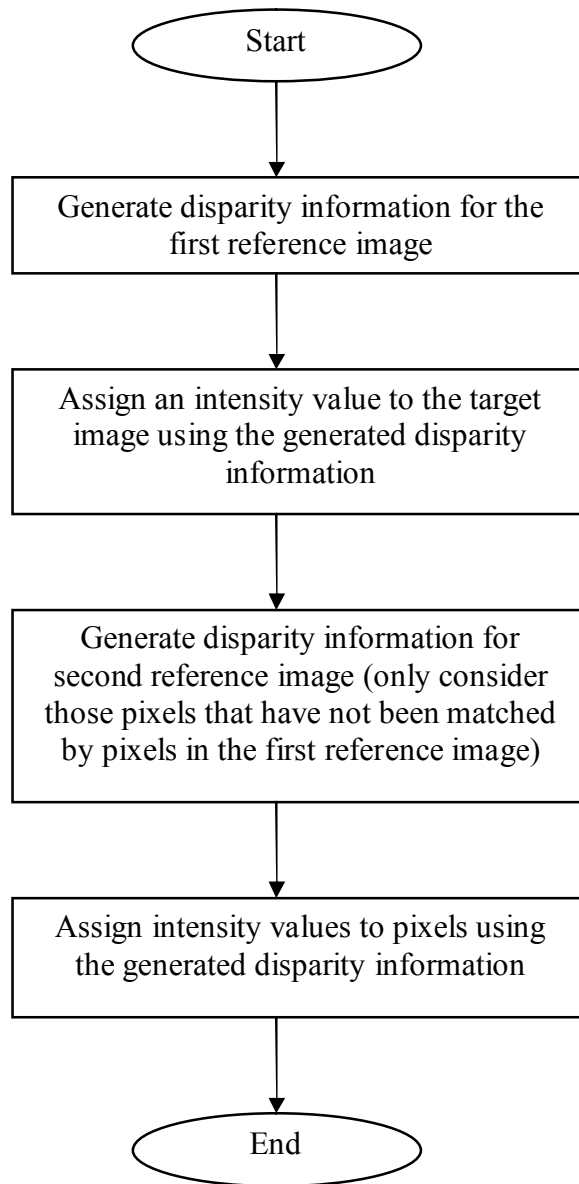 Start
Generate disparity information for the
first reference image
Assign an intensity value to the target
image using the generated disparity
information
Generate disparity information for
second reference image (only consider
those pixels that have not been matched
by pixels in the first reference image)
Assign intensity values to pixels using
the generated disparity information
End